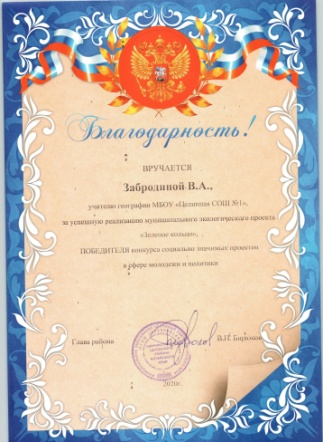 Благодарность!
ВРУЧАЕТСЯ
Забродиной В.А.,
учителю географии МБОУ «Целинная СОШ №1»,
за успешную реализацию муниципального экологического проекта
«Зеленое кольцо»,
ПОБЕДИТЕЛЯ конкурса социально значимых проектов
в сфере молодежной политики
Глава района В.Н. Бирюков
2020г.